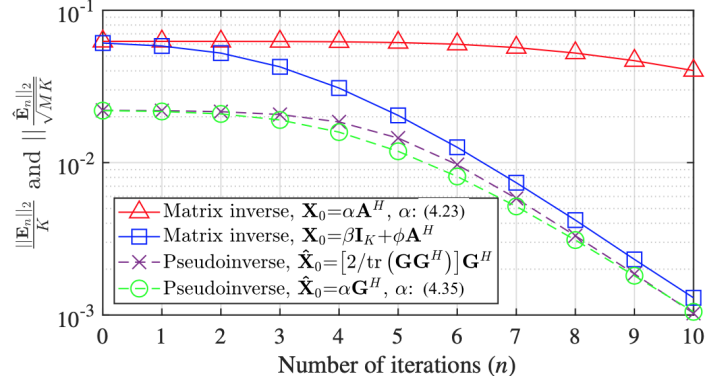 10^-1
10^-2
10^-3
||E_n||_2 / K and || Ê_n||_2 / √MK
Matrix inverse, X_0=αA^H, α: (4.23)
Matrix inverse, X_0=βI_K+φA^H
Pseudoinverse, X̂_0=[2/tr (GG^H)]G^H
Pseudoinverse, X̂_0=αG^H, α: (4.35)
0 1 2 3 4 5 6 7 8 9 10
Number of iterations (n)